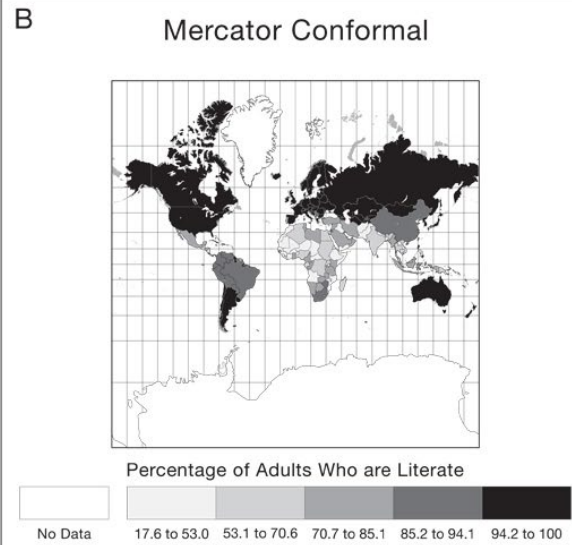 B
Mercator Conformal
Percentage of Adults Who are Literate
No Data 17.6 to 53.0 53.1 to 70.6 70.7 to 85.1 85.2 to 94.1 94.2 to 100